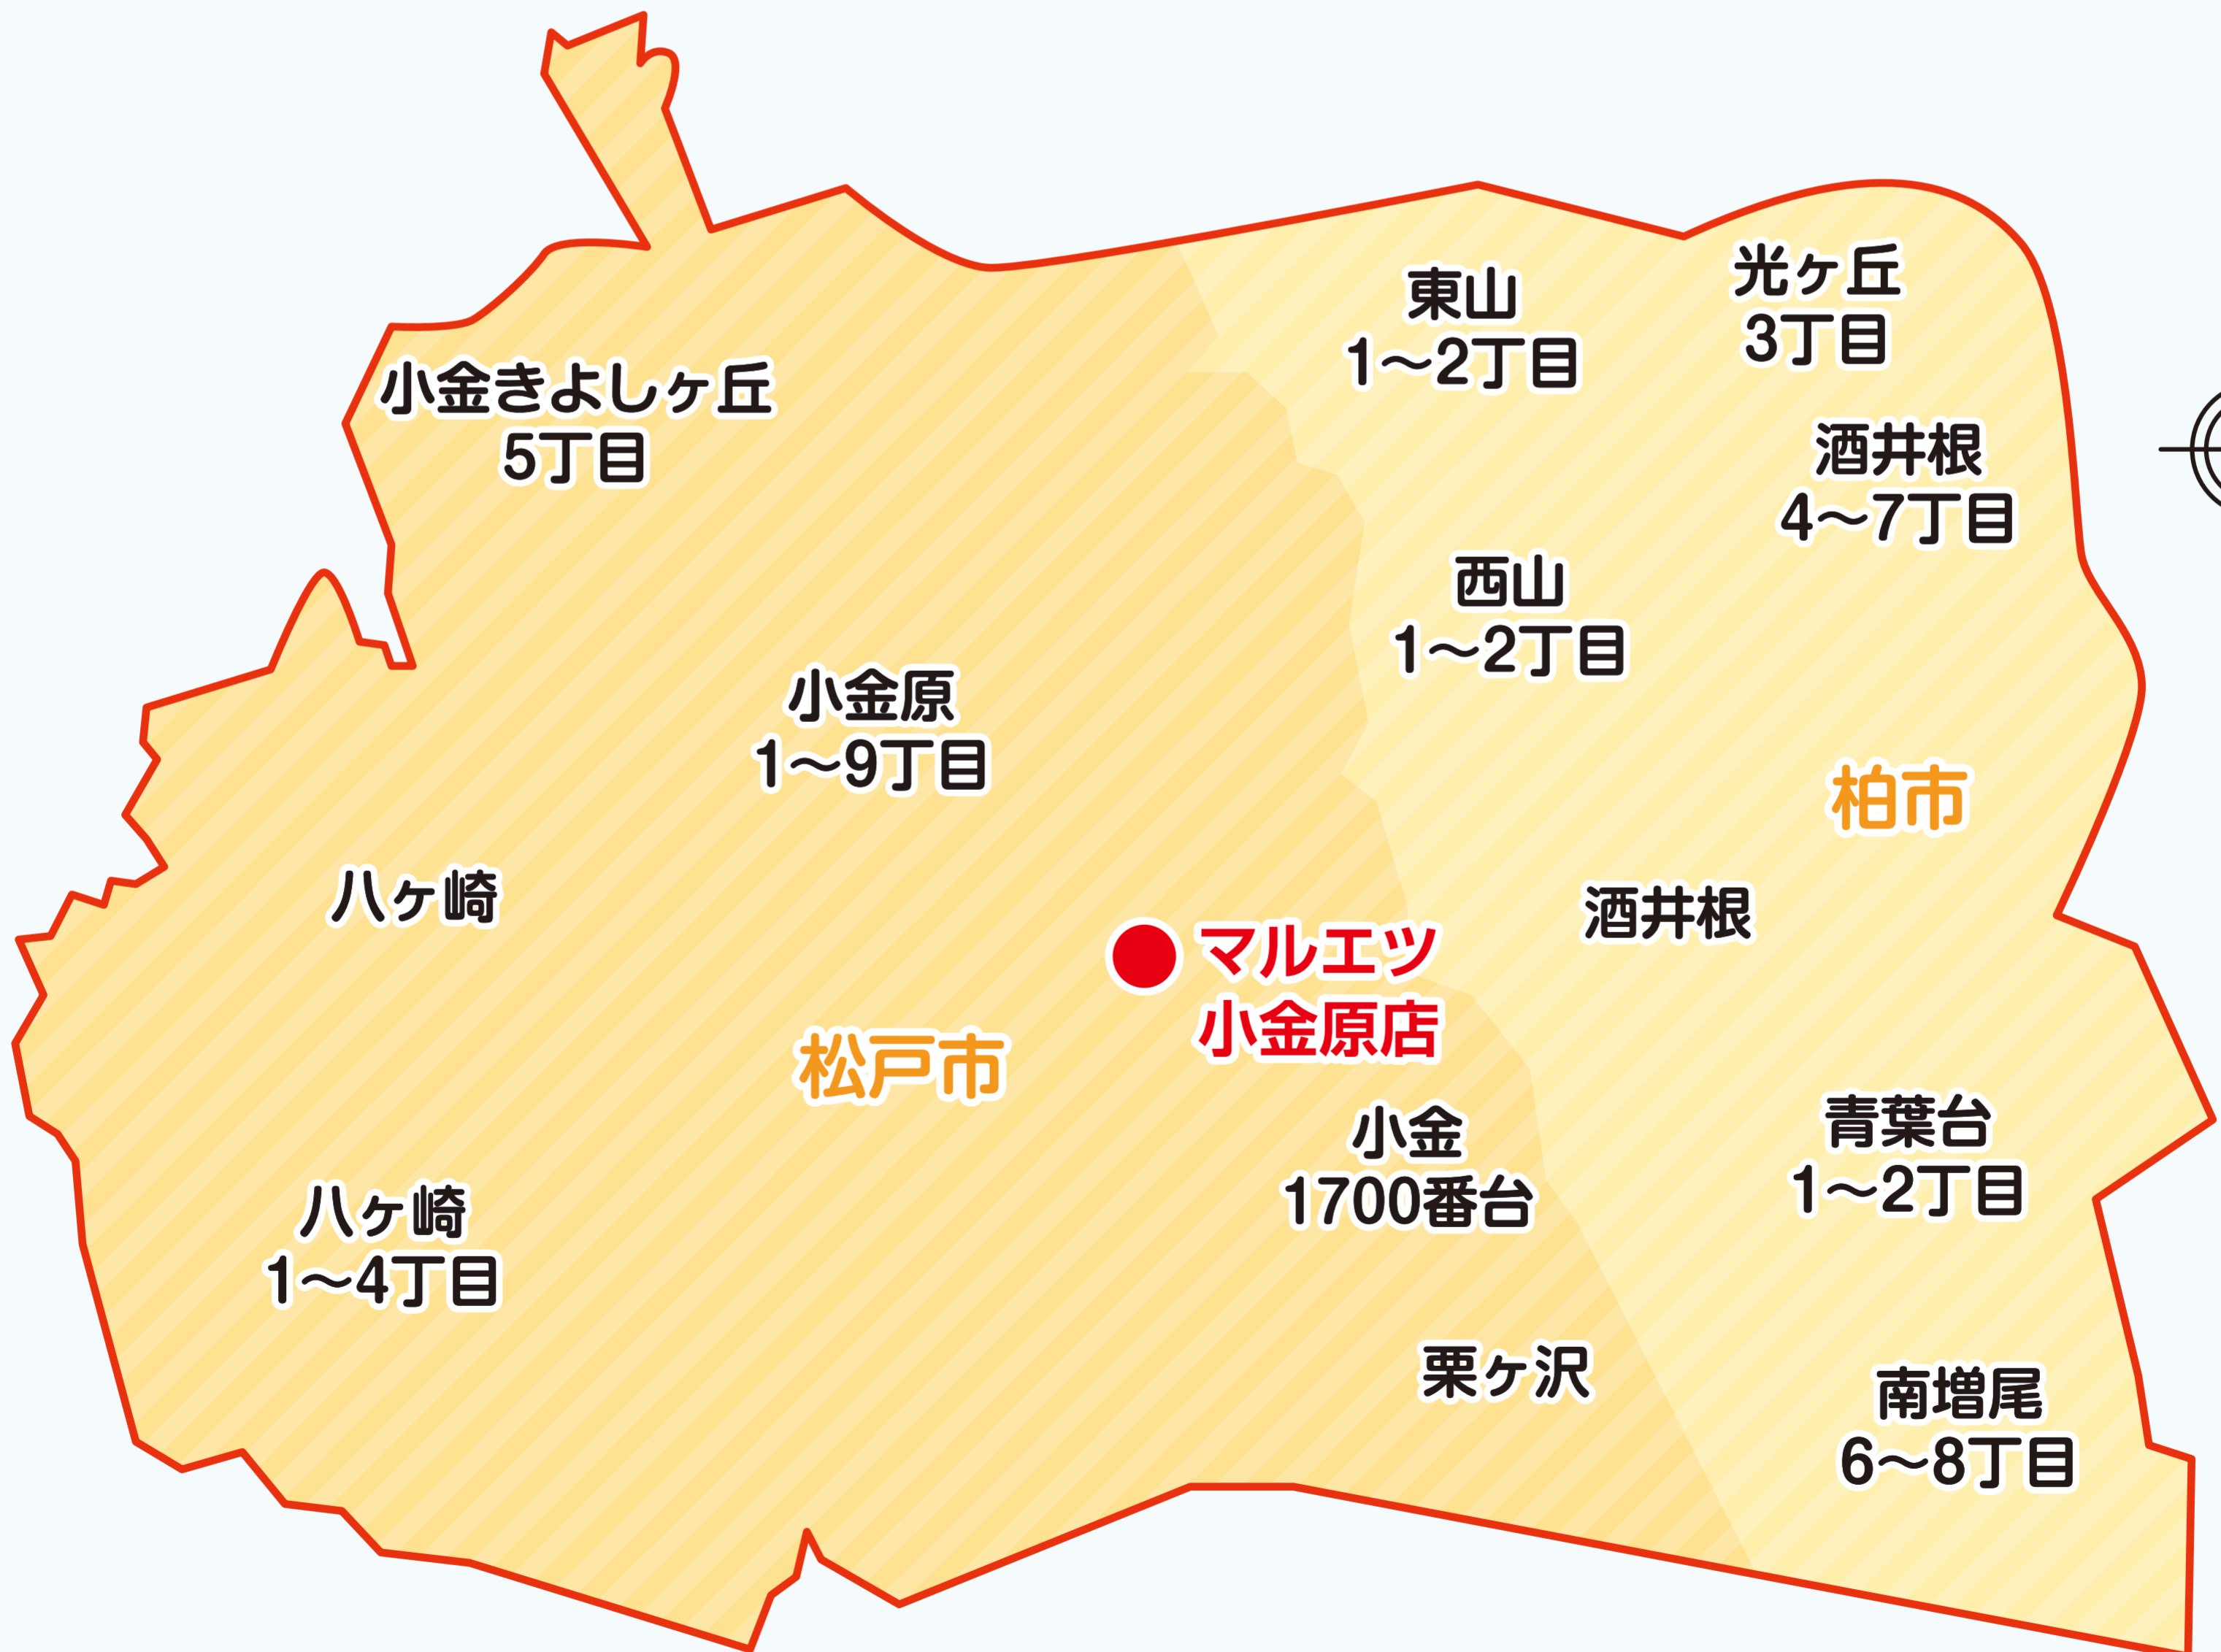 東山
1〜2丁目
光ヶ丘
3丁目
小金きよしヶ丘
5丁目
酒井根
4〜7丁目
西山
1〜2丁目
小金原
1〜9丁目
柏市
八ヶ崎
酒井根
マルエツ
小金原店
松戸市
小金
1700番台
青葉台
1〜2丁目
八ヶ崎
1〜4丁目
栗ヶ沢
南増尾
6〜8丁目